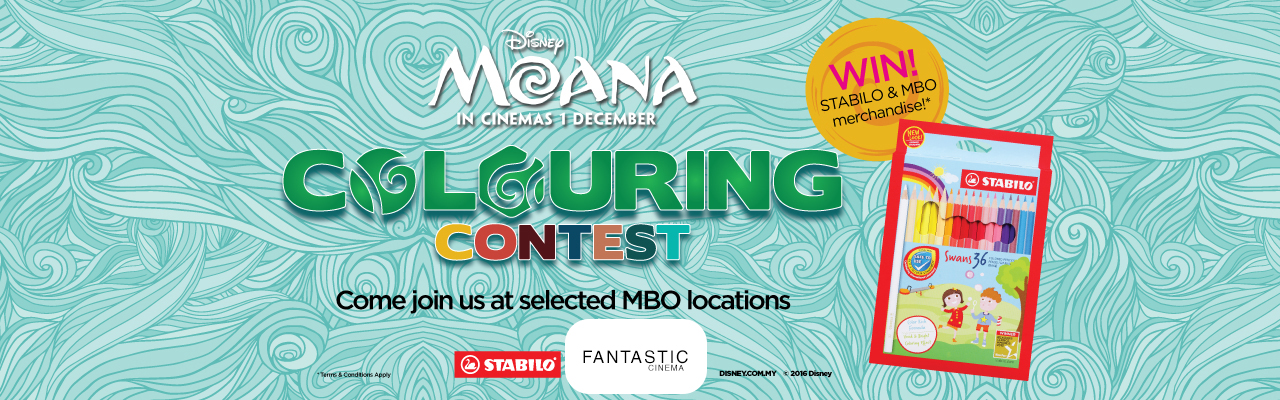 Disney
MOANA
IN CINEMAS 1 DECEMBER
COLOURING
CONTEST
Come join us at selected MBO locations
WIN!
STABILO & MBO
merchandise!*
NEW
STABILO
Swans 36
*Terms & Conditions Apply
STABILO
FANTASTIC
CINEMA
DISNEY.COM.MY © 2016 Disney